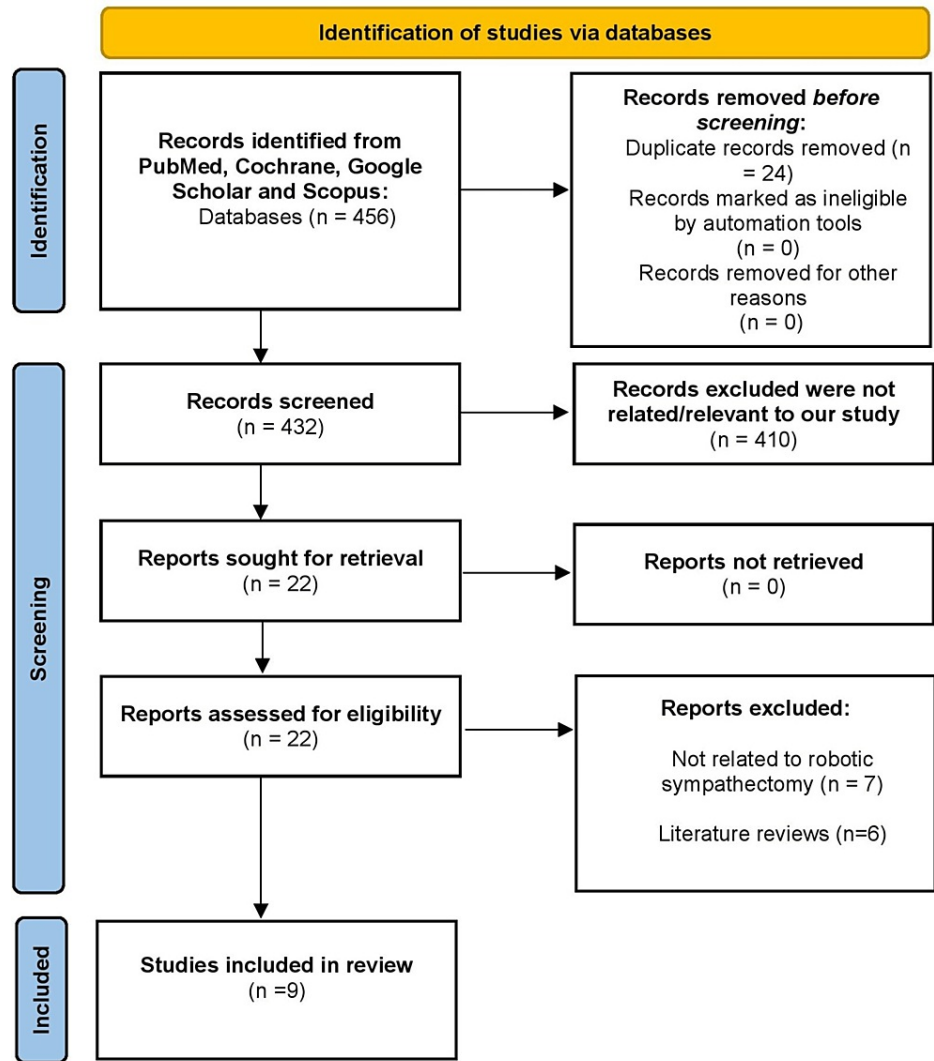 Identification of studies via databases
Identification
Records identified from
PubMed, Cochrane, Google
Scholar and Scopus:
Databases (n = 456)
Records removed before
screening:
Duplicate records removed (n
= 24)
Records marked as ineligible
by automation tools
(n = 0)
Records removed for other
reasons
(n = 0)
Screening
Records screened
(n = 432)
Records excluded were not
related/relevant to our study
(n = 410)
Reports sought for retrieval
(n = 22)
Reports not retrieved
(n = 0)
Reports assessed for eligibility
(n = 22)
Reports excluded:
Not related to robotic
sympathectomy (n = 7)
Literature reviews (n=6)
Included
Studies included in review
(n =9)